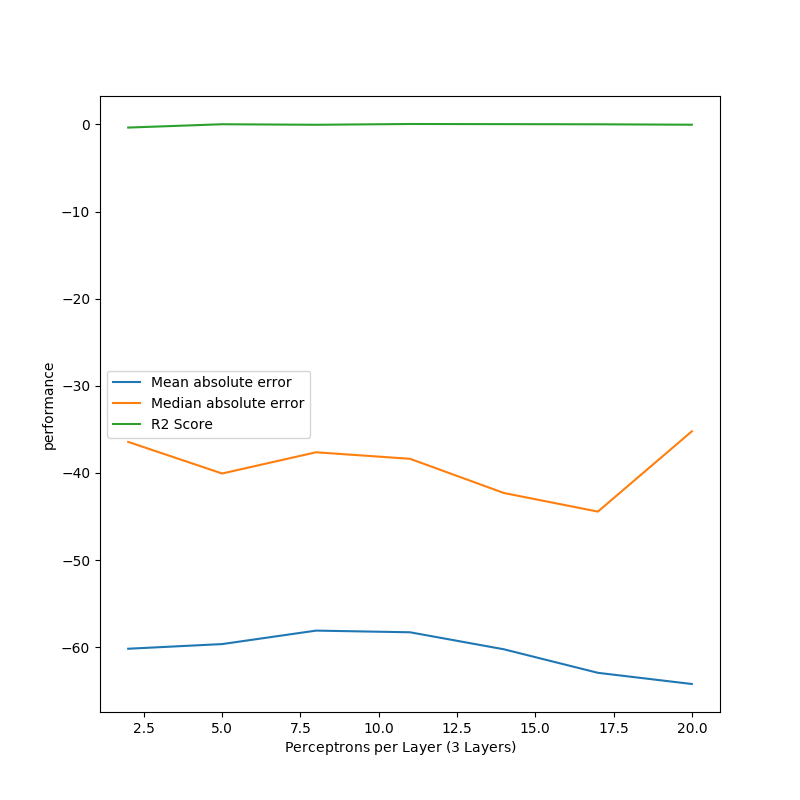 0
−10
−20
−30
−40
−50
−60
performance
Mean absolute error
Median absolute error
R2 Score
2.5 5.0 7.5 10.0 12.5 15.0 17.5 20.0
Perceptrons per Layer (3 Layers)